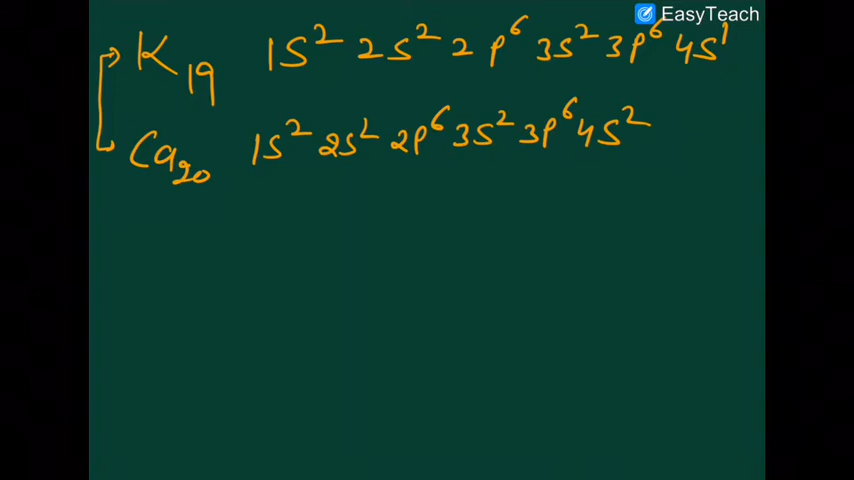 EasyTeach
K₁₉ 1S² 2S² 2P⁶ 3S² 3P⁶ 4S¹
Ca₂₀ 1S² 2S² 2P⁶ 3S² 3P⁶ 4S²